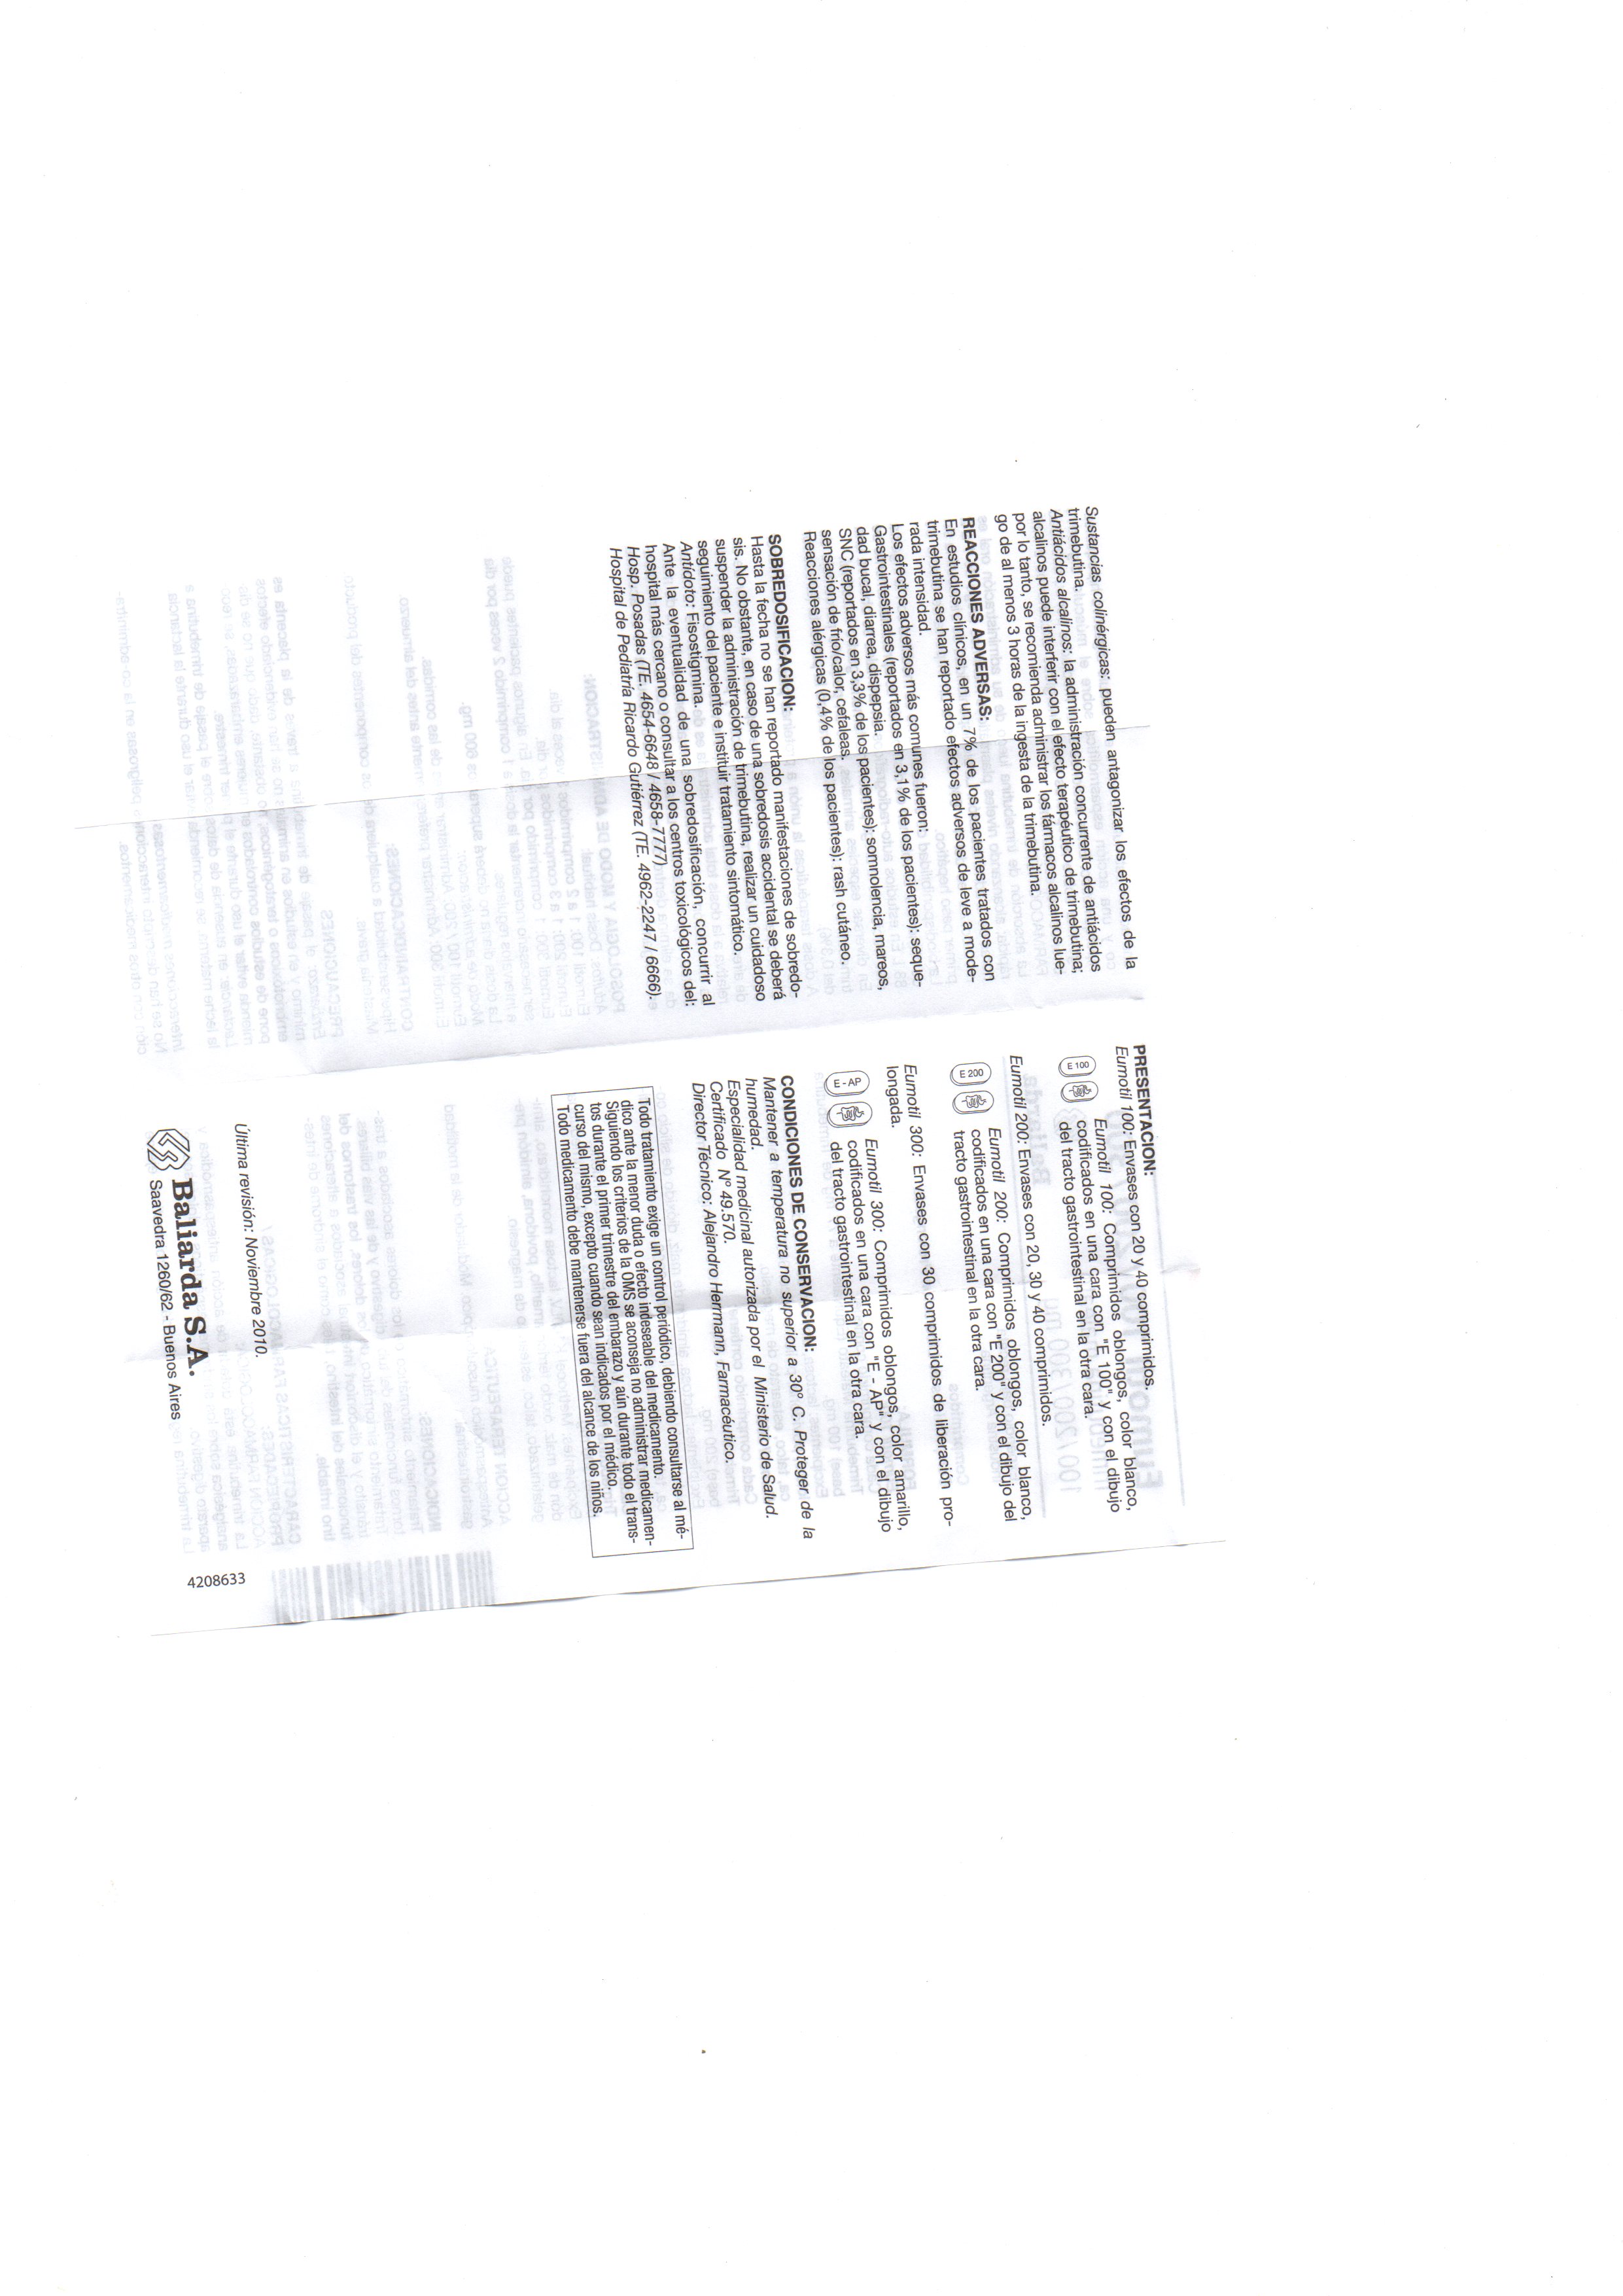 Sustancias colinérgicas: pueden antagonizar los efectos de la
trimebutina.
Antiácidos alcalinos: la administración concurrente de antiácidos
alcalinos puede interferir con el efecto terapéutico de trimebutina;
por lo tanto, se recomienda administrar los fármacos alcalinos lue-
go de al menos 3 horas de la ingesta de la trimebutina.
REACCIONES ADVERSAS:
En estudios clínicos, en un 7% de los pacientes tratados con
trimebutina se han reportado efectos adversos de leve a mode-
rada intensidad.
Los efectos adversos más comunes fueron:
Gastrointestinales (reportados en 3,1% de los pacientes): seque-
dad bucal, diarrea, dispepsia.
SNC (reportados en 3,3% de los pacientes): somnolencia, mareos,
sensación de frío/calor, cefaleas.
Reacciones alérgicas (0,4% de los pacientes): rash cutáneo.
SOBREDOSIFICACION:
Hasta la fecha no se han reportado manifestaciones de sobredo-
sis. No obstante, en caso de una sobredosis accidental se deberá
suspender la administración de trimebutina, realizar un cuidadoso
seguimiento del paciente e instituir tratamiento sintomático.
Antídoto: Fisostigmina.
Ante la eventualidad de una sobredosificación, concurrir al
hospital más cercano o consultar a los centros toxicológicos del:
Hosp. Posadas (TE. 4654-6648 / 4658-7777)
Hospital de Pediatría Ricardo Gutiérrez (TE. 4962-2247 / 6666).
PRESENTACION:
Eumotil 100: Envases con 20 y 40 comprimidos.
E 100
Eumotil 100: Comprimidos oblongos, color blanco,
codificados en una cara con "E 100" y con el dibujo
del tracto gastrointestinal en la otra cara.
Eumotil 200: Envases con 20, 30 y 40 comprimidos.
E 200
Eumotil 200: Comprimidos oblongos, color blanco,
codificados en una cara con "E 200" y con el dibujo del
tracto gastrointestinal en la otra cara.
Eumotil 300: Envases con 30 comprimidos de liberación pro-
longada.
E - AP
Eumotil 300: Comprimidos oblongos, color amarillo,
codificados en una cara con "E - AP" y con el dibujo
del tracto gastrointestinal en la otra cara.
CONDICIONES DE CONSERVACION:
Mantener a temperatura no superior a 30° C. Proteger de la
humedad.
Especialidad medicinal autorizada por el Ministerio de Salud.
Certificado N° 49.570.
Director Técnico: Alejandro Herrmann, Farmacéutico.
Todo tratamiento exige un control periódico, debiendo consultarse al mé-
dico ante la menor duda o efecto indeseable del medicamento.
Siguiendo los criterios de la OMS se aconseja no administrar medicamen-
tos durante el primer trimestre del embarazo y aún durante todo el trans-
curso del mismo, excepto cuando sean indicados por el médico.
Todo medicamento debe mantenerse fuera del alcance de los niños.
Última revisión: Noviembre 2010.
Baliarda S.A.
Saavedra 1260/62 - Buenos Aires
4208633